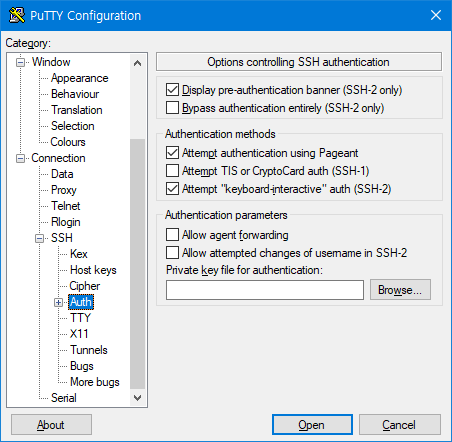 PuTTY Configuration
Category:
Window
Appearance
Behaviour
Translation
Selection
Colours
Connection
Data
Proxy
Telnet
Rlogin
SSH
Kex
Host keys
Cipher
Auth
TTY
X11
Tunnels
Bugs
More bugs
Serial
Options controlling SSH authentication
Display pre-authentication banner (SSH-2 only)
Bypass authentication entirely (SSH-2 only)
Authentication methods
Attempt authentication using Pageant
Attempt TIS or CryptoCard auth (SSH-1)
Attempt "keyboard-interactive" auth (SSH-2)
Authentication parameters
Allow agent forwarding
Allow attempted changes of username in SSH-2
Private key file for authentication:
Browse...
About
Open
Cancel